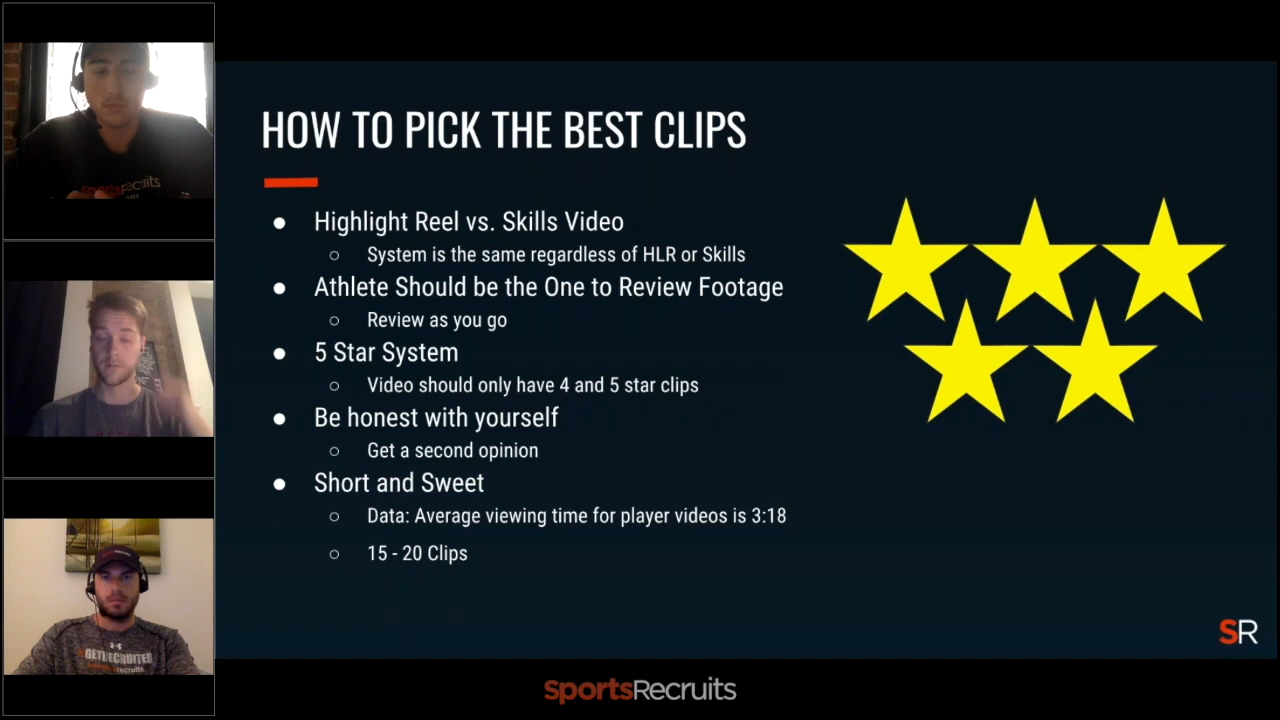 HOW TO PICK THE BEST CLIPS
● Highlight Reel vs. Skills Video
○ System is the same regardless of HLR or Skills
● Athlete Should be the One to Review Footage
○ Review as you go
● 5 Star System
○ Video should only have 4 and 5 star clips
● Be honest with yourself
○ Get a second opinion
● Short and Sweet
○ Data: Average viewing time for player videos is 3:18
○ 15 - 20 Clips
SR
SportsRecruits
sportsRecruits
#GETRECRUITED
recruits